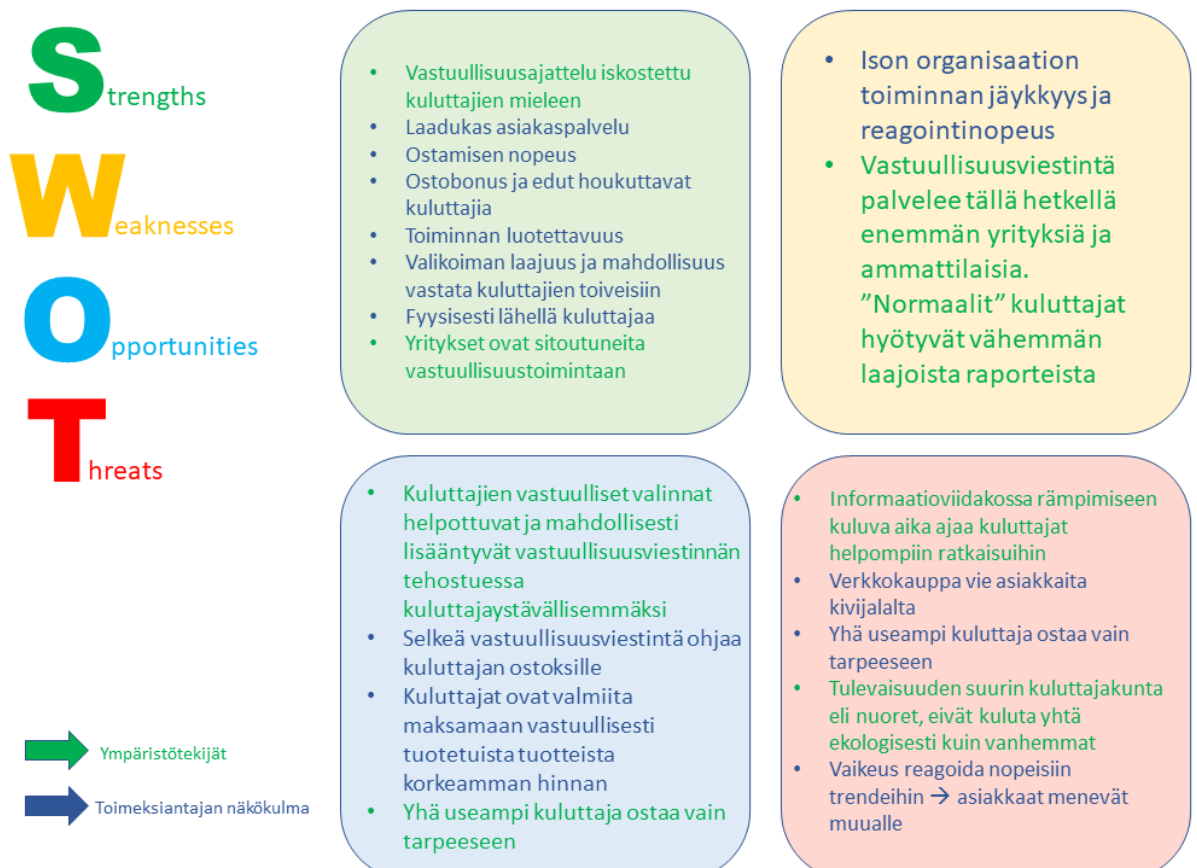 Strengths
Weaknesses
Opportunities
Threats
• Vastuullisuusajattelu iskostettu
kuluttajien mieleen
• Laadukas asiakaspalvelu
• Ostamisen nopeus
• Ostobonus ja edut houkuttavat
kuluttajia
• Toiminnan luotettavuus
• Valikoiman laajuus ja mahdollisuus
vastata kuluttajien toiveisiin
• Fyysisesti lähellä kuluttajaa
• Yritykset ovat sitoutuneita
vastuullisuustoimintaan
• Ison organisaation
toiminnan jäykkyys ja
reagointinopeus
• Vastuullisuusviestintä
palvelee tällä hetkellä
enemmän yrityksiä ja
ammattilaisia.
”Normaalit” kuluttajat
hyötyvät vähemmän
laajoista raporteista
• Kuluttajien vastuulliset valinnat
helpottuvat ja mahdollisesti
lisääntyvät vastuullisuusviestinnän
tehostuessa
kuluttajaystävällisemmäksi
• Selkeä vastuullisuusviestintä ohjaa
kuluttajan ostoksille
• Kuluttajat ovat valmiita
maksamaan vastuullisesti
tuotetuista tuotteista
korkeamman hinnan
• Yhä useampi kuluttaja ostaa vain
tarpeeseen
• Informaatioviidakossa rämpimiseen
kuluva aika ajaa kuluttajat
helpompiin ratkaisuihin
• Verkkokauppa vie asiakkaita
kivijalalta
• Yhä useampi kuluttaja ostaa vain
tarpeeseen
• Tulevaisuuden suurin kuluttajakunta
eli nuoret, eivät kuluta yhtä
ekologisesti kuin vanhemmat
• Vaikeus reagoida nopeisiin
trendeihin → asiakkaat menevät
muualle
Ympäristötekijät
Toimeksiantajan näkökulma